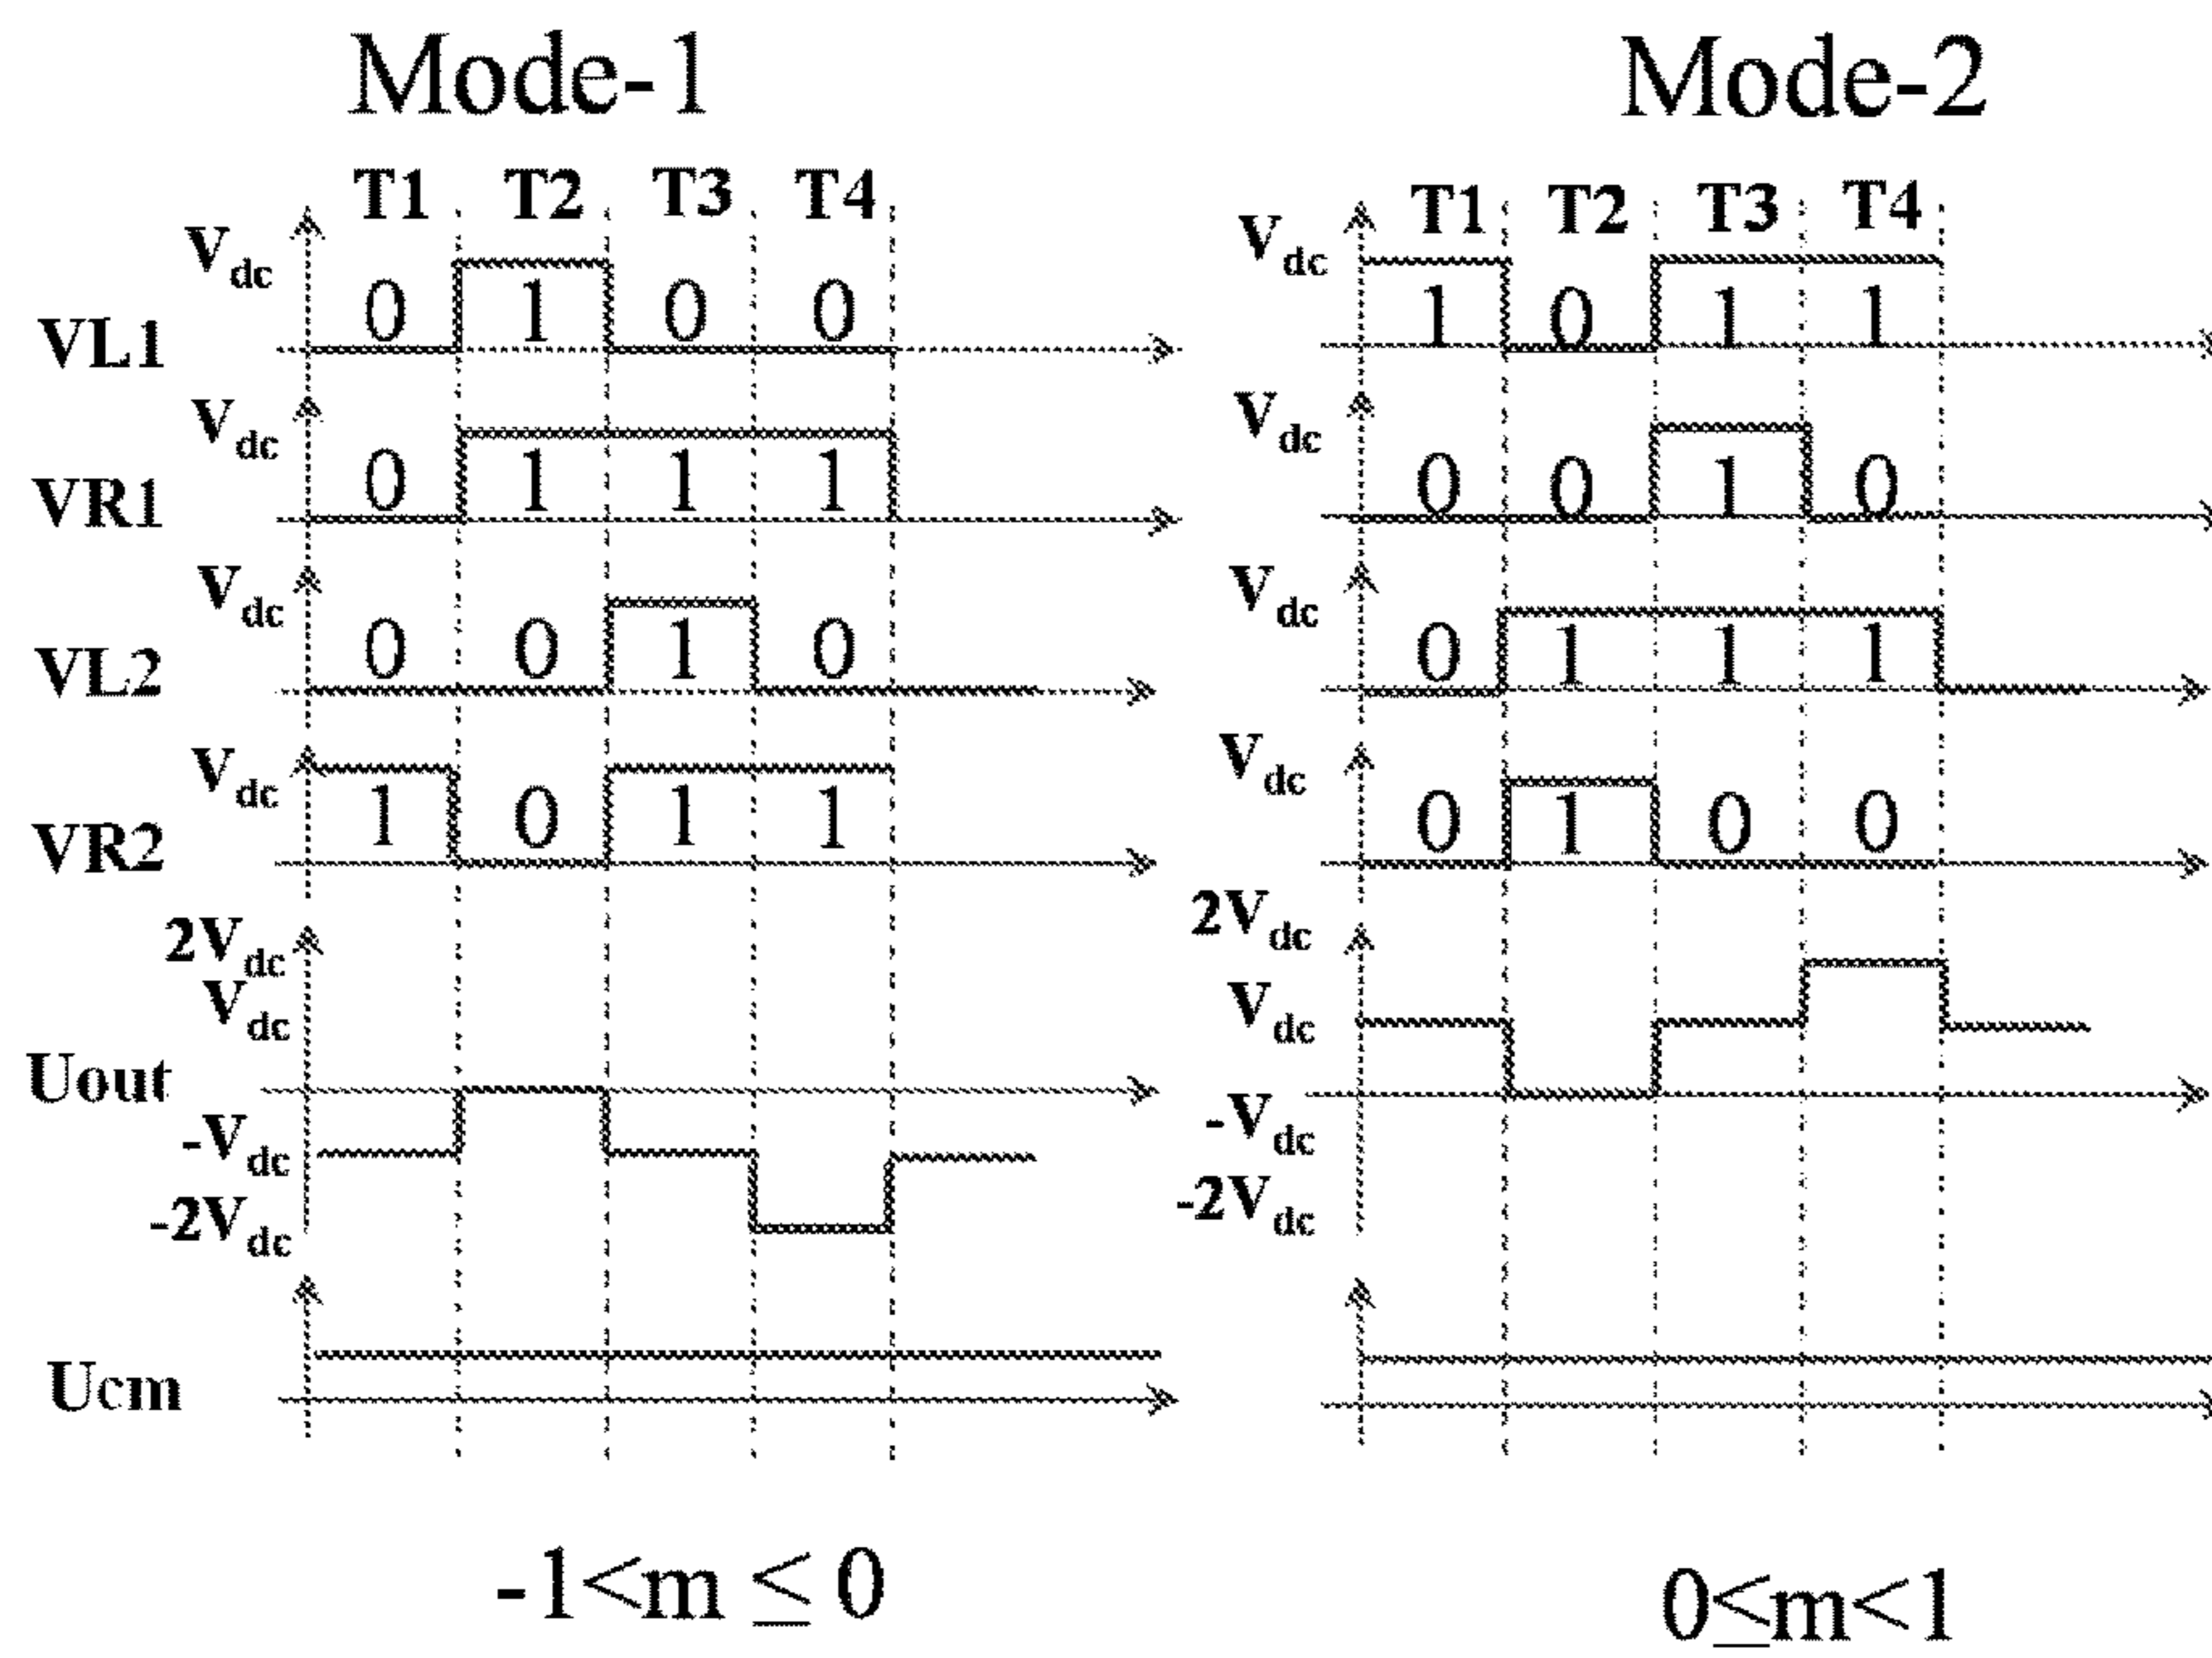 Mode-1
T1 T2 T3 T4
Vdc
VL1
0 1 0 0
Vdc
VR1
0 1 1 1
Vdc
VL2
0 0 1 0
Vdc
VR2
1 0 1 1
2Vdc
Vdc
Uout
-Vdc
-2Vdc
Ucm
-1<m ≤ 0
Mode-2
T1 T2 T3 T4
Vdc
1 0 1 1
Vdc
0 0 1 0
Vdc
0 1 1 1
Vdc
0 1 0 0
2Vdc
Vdc
-Vdc
-2Vdc
0≤m<1